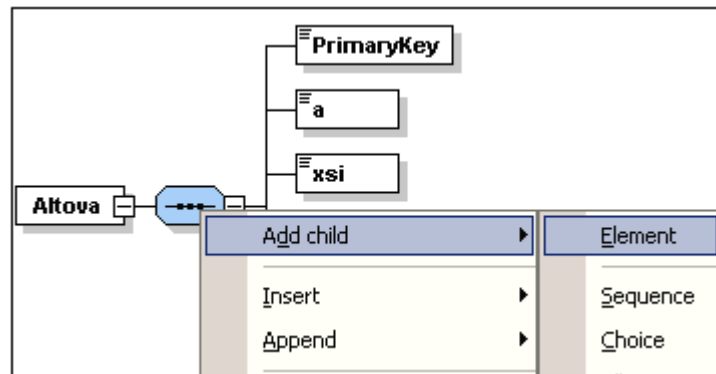 PrimaryKey
a
xsi
Altova
Add child
Element
Insert
Sequence
Append
Choice